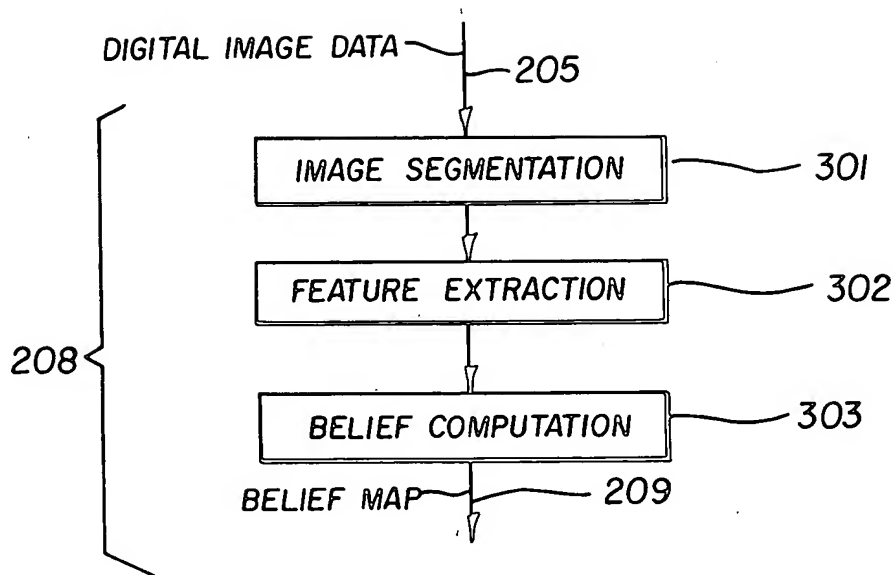 DIGITAL IMAGE DATA
205
IMAGE SEGMENTATION
301
FEATURE EXTRACTION
302
208
BELIEF COMPUTATION
303
BELIEF MAP
209